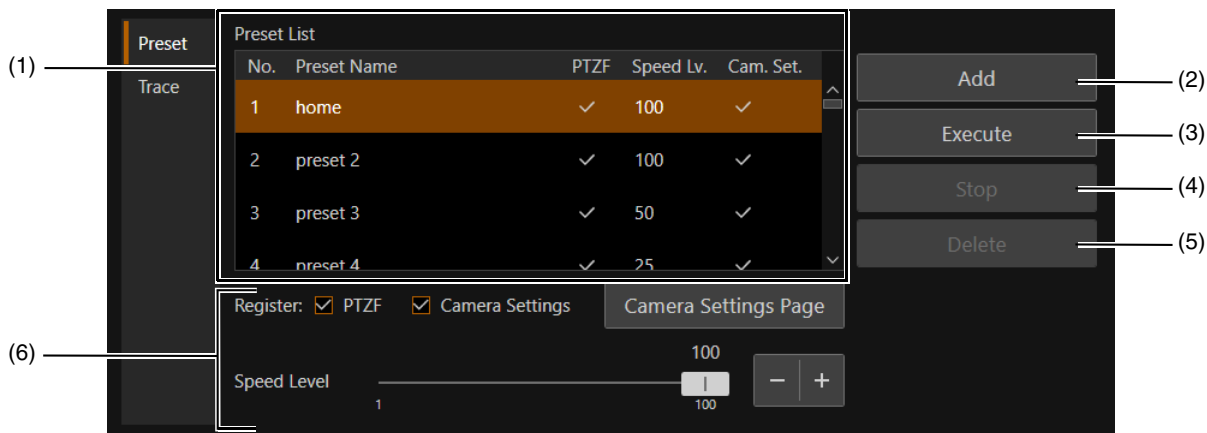 Preset
Trace
Preset List
No. Preset Name PTZF Speed Lv. Cam. Set.
1 home 100
2 preset 2 100
3 preset 3 50
4 preset 4 25
Add
Execute
Stop
Delete
Register: PTZF Camera Settings Camera Settings Page
100
Speed Level
1 100
− +
(1)
(2)
(3)
(4)
(5)
(6)